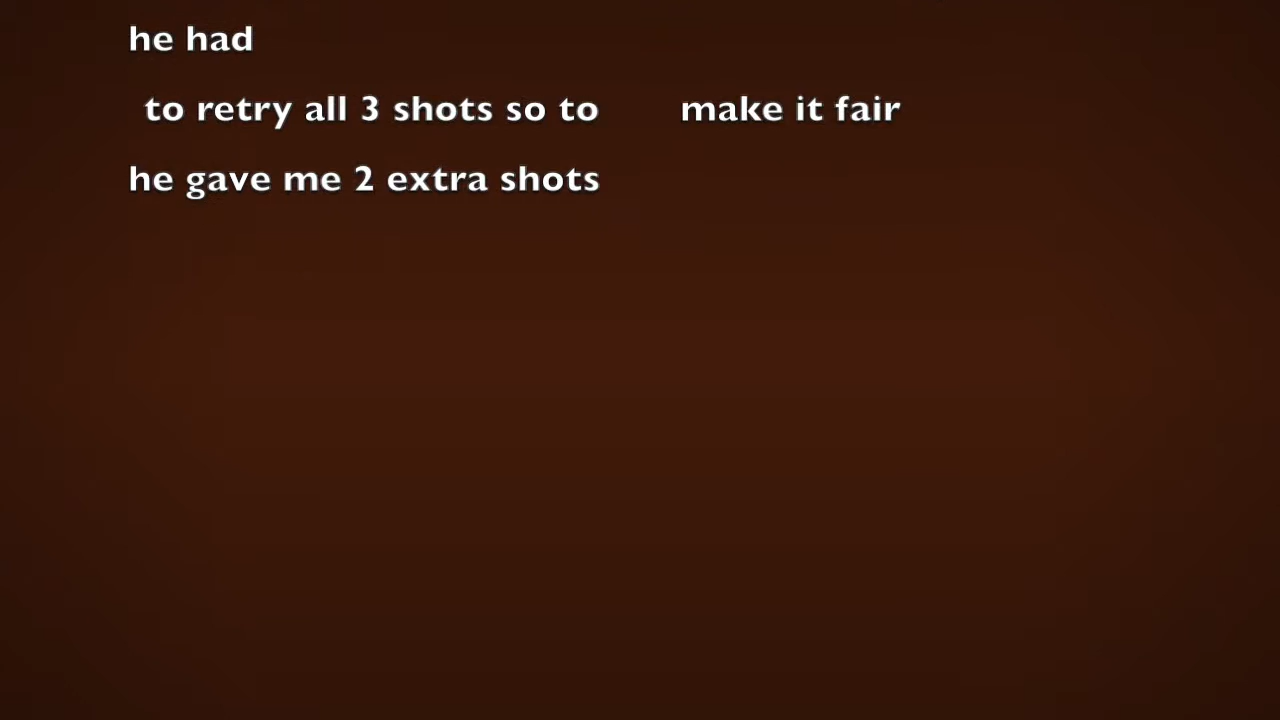 he had
to retry all 3 shots so to make it fair
he gave me 2 extra shots